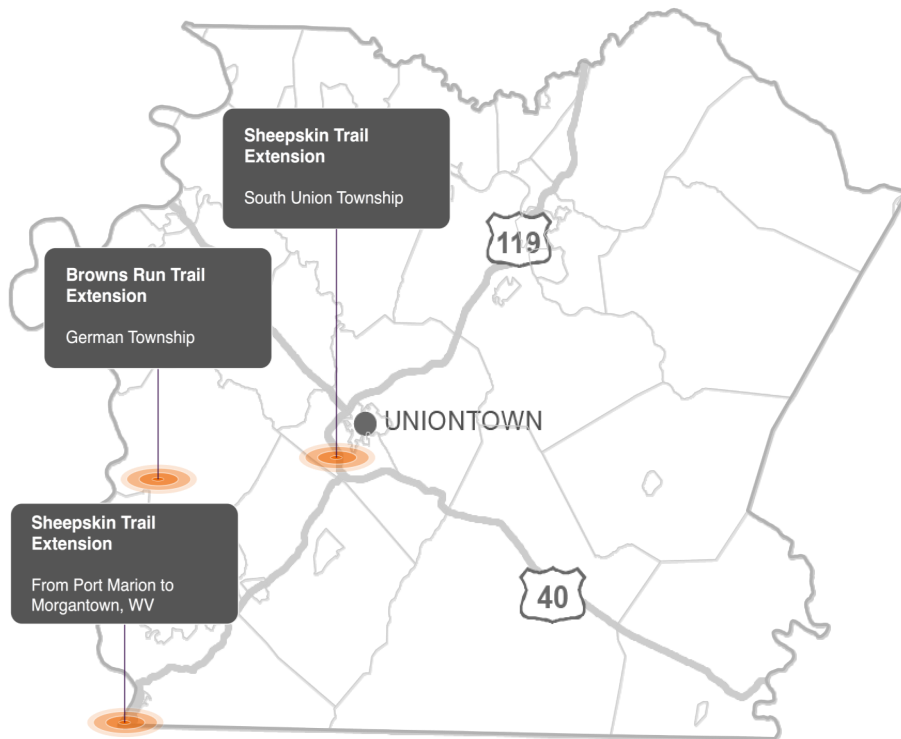 Sheepskin Trail
Extension
South Union Township
119
Browns Run Trail
Extension
German Township
UNIONTOWN
Sheepskin Trail
Extension
From Port Marion to
Morgantown, WV
40